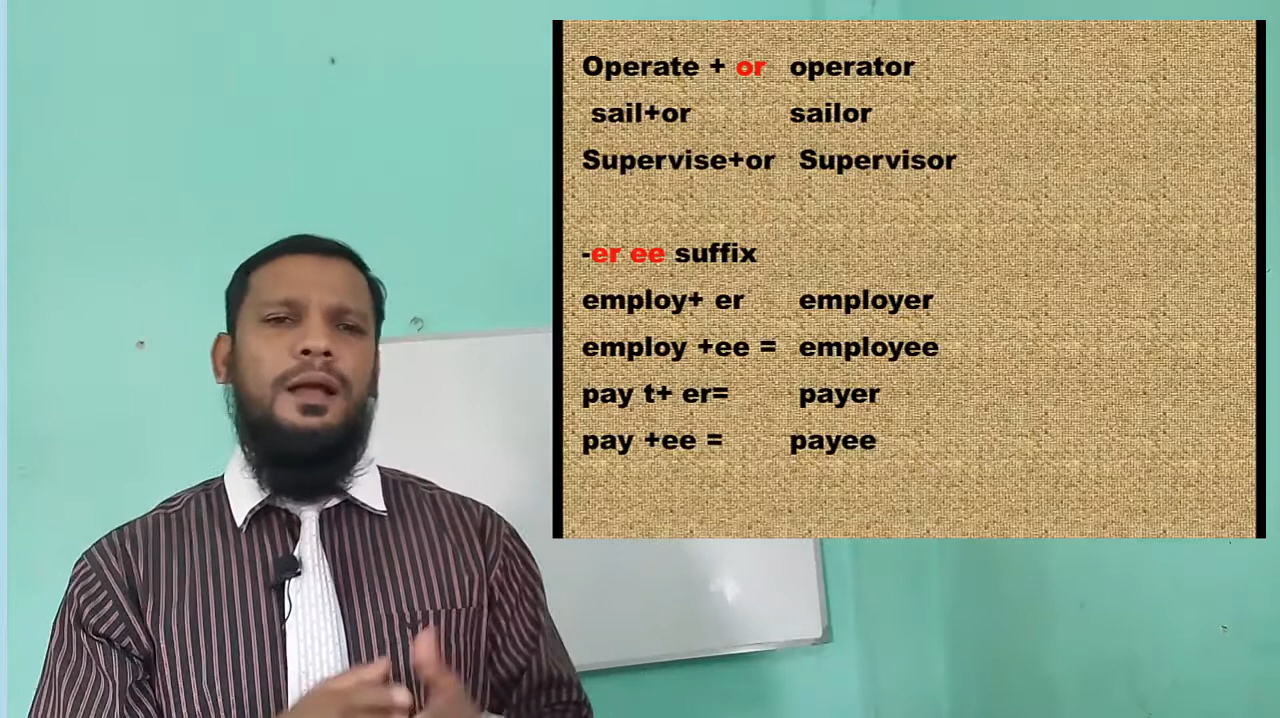 Operate + or operator
sail+or sailor
Supervise+or Supervisor
-er ee suffix
employ+ er employer
employ +ee = employee
pay t+ er= payer
pay +ee = payee